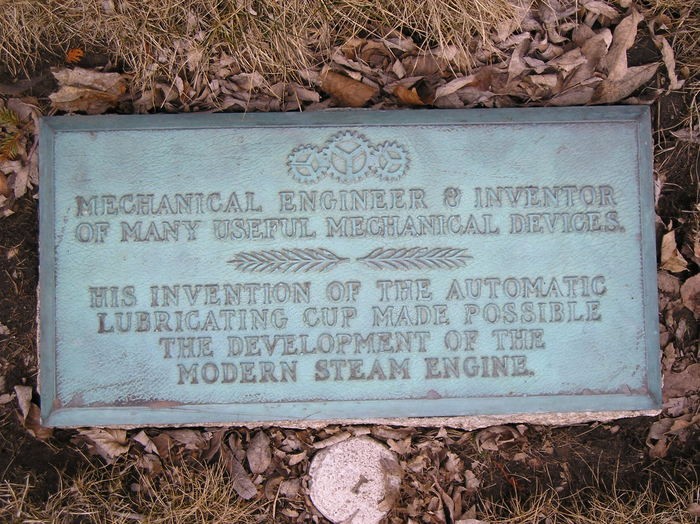 MECHANICAL ENGINEER & INVENTOR
OF MANY USEFUL MECHANICAL DEVICES.
HIS INVENTION OF THE AUTOMATIC
LUBRICATING CUP MADE POSSIBLE
THE DEVELOPMENT OF THE
MODERN STEAM ENGINE.